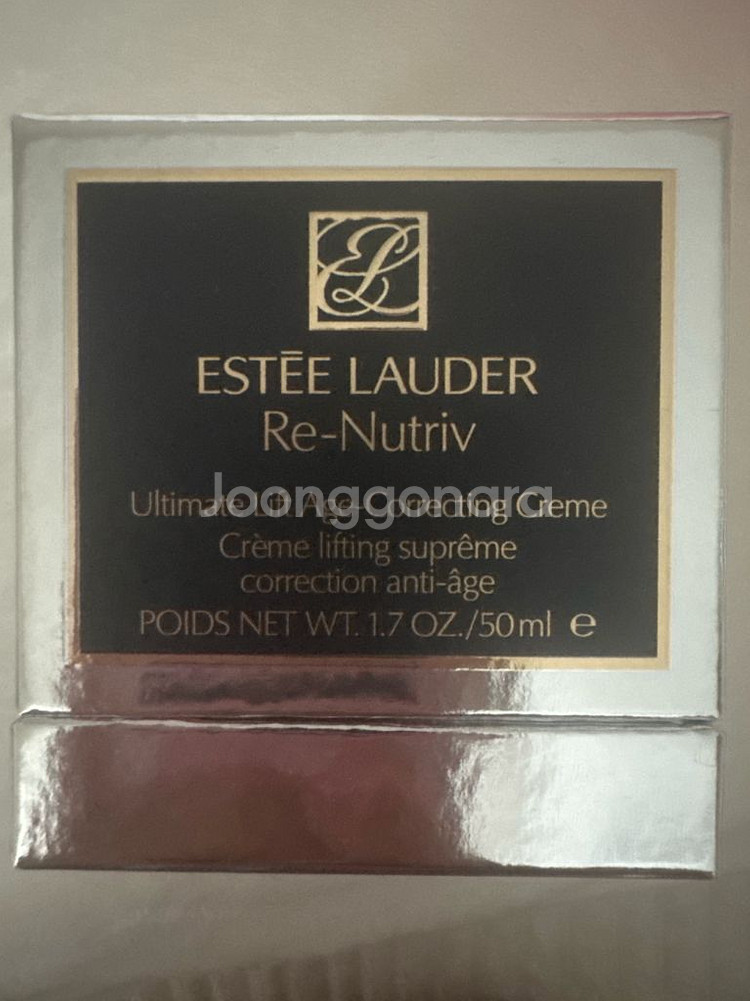 EL
ESTĒE LAUDER
Re-Nutriv
Joonggonara
Ultimate Lift Age-Correcting Creme
Crème lifting suprême
correction anti-âge
POIDS NET WT. 1.7 OZ./50ml e